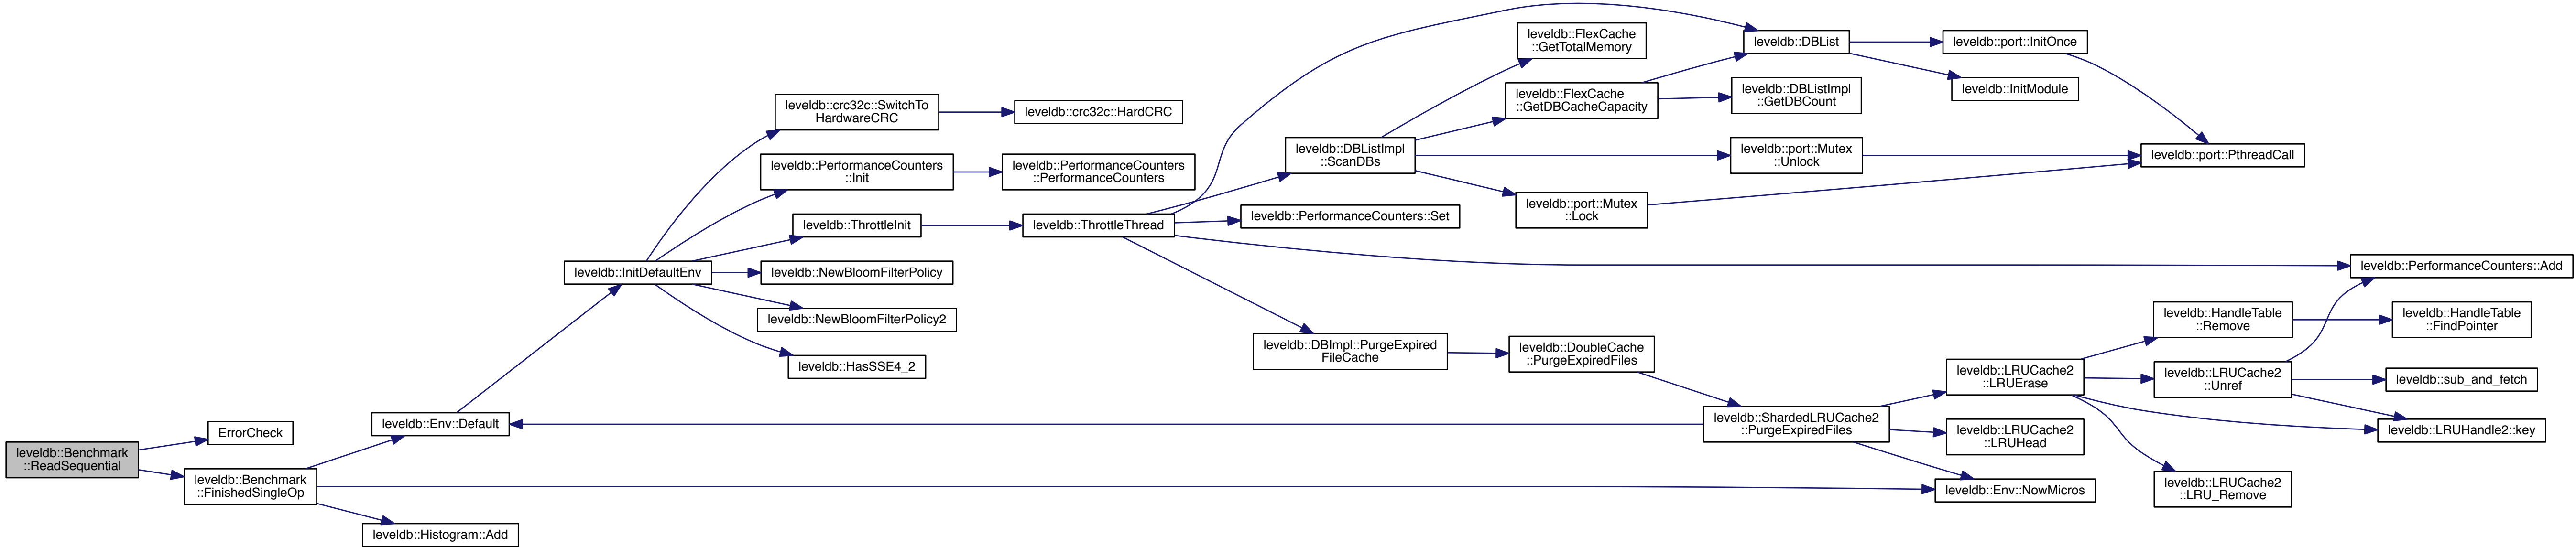 leveldb::Benchmark
::ReadSequential
ErrorCheck
leveldb::Benchmark
::FinishedSingleOp
leveldb::Env::Default
leveldb::Histogram::Add
leveldb::InitDefaultEnv
leveldb::crc32c::SwitchTo
HardwareCRC
leveldb::PerformanceCounters
::Init
leveldb::ThrottleInit
leveldb::NewBloomFilterPolicy
leveldb::NewBloomFilterPolicy2
leveldb::HasSSE4_2
leveldb::crc32c::HardCRC
leveldb::PerformanceCounters
::PerformanceCounters
leveldb::ThrottleThread
leveldb::DBListImpl
::ScanDBs
leveldb::PerformanceCounters::Set
leveldb::DBImpl::PurgeExpired
FileCache
leveldb::FlexCache
::GetTotalMemory
leveldb::FlexCache
::GetDBCacheCapacity
leveldb::port::Mutex
::Lock
leveldb::DoubleCache
::PurgeExpiredFiles
leveldb::DBList
leveldb::DBListImpl
::GetDBCount
leveldb::port::Mutex
::Unlock
leveldb::ShardedLRUCache2
::PurgeExpiredFiles
leveldb::port::InitOnce
leveldb::InitModule
leveldb::LRUCache2
::LRUErase
leveldb::LRUCache2
::LRUHead
leveldb::Env::NowMicros
leveldb::port::PthreadCall
leveldb::HandleTable
::Remove
leveldb::LRUCache2
::Unref
leveldb::LRUCache2
::LRU_Remove
leveldb::PerformanceCounters::Add
leveldb::HandleTable
::FindPointer
leveldb::sub_and_fetch
leveldb::LRUHandle2::key